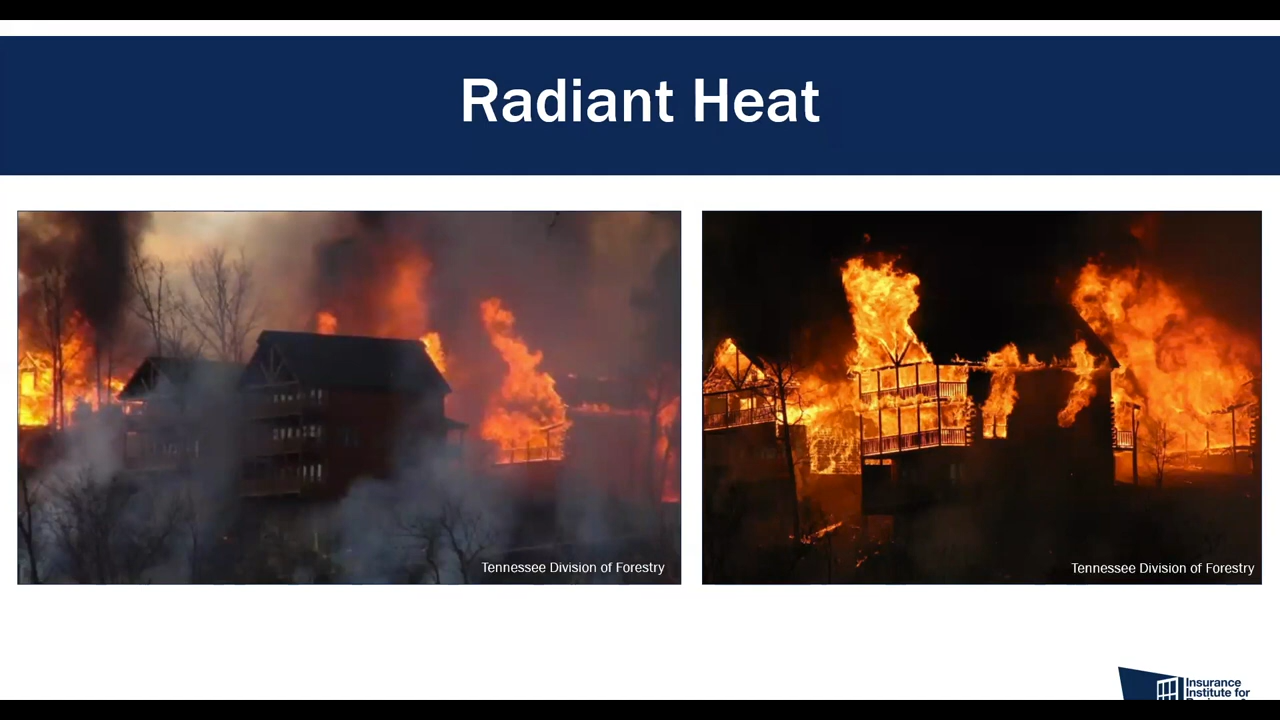 Radiant Heat
Tennessee Division of Forestry
Tennessee Division of Forestry
Insurance
Institute for